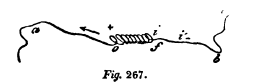 a + i i
o f b
Fig. 267.